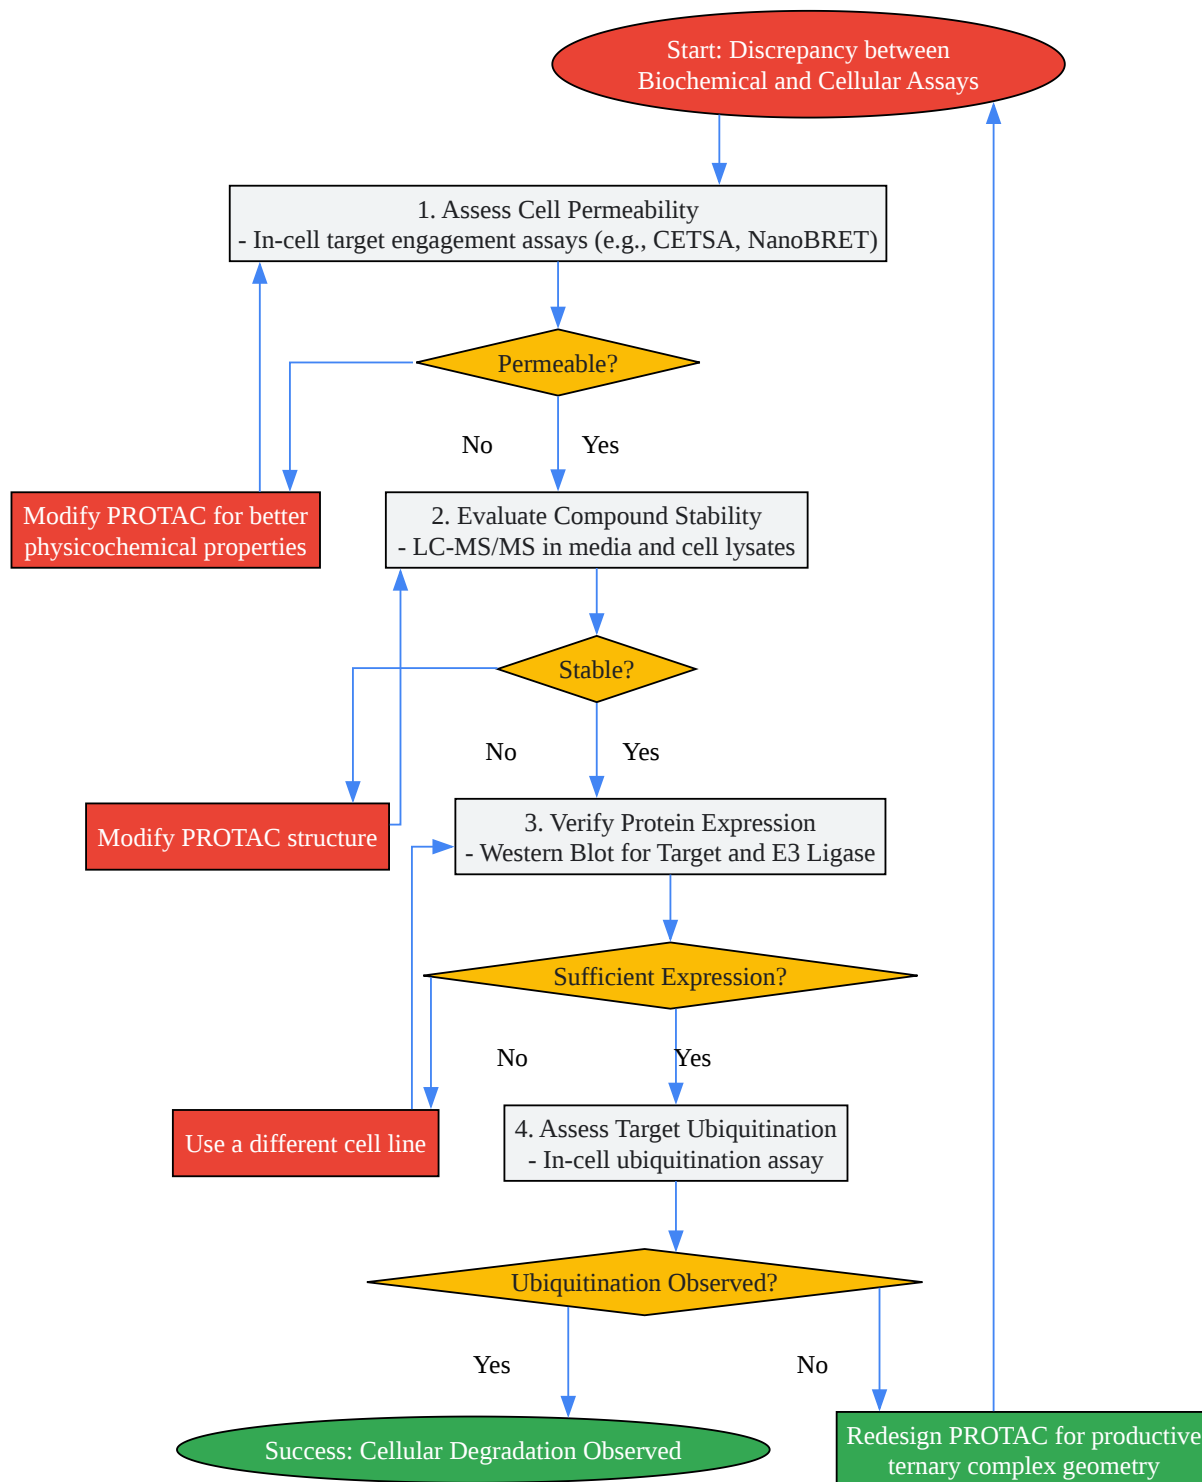 Start: Discrepancy between
Biochemical and Cellular Assays
1. Assess Cell Permeability
- In-cell target engagement assays (e.g., CETSA, NanoBRET)
Permeable?
No
Yes
Modify PROTAC for better
physicochemical properties
2. Evaluate Compound Stability
- LC-MS/MS in media and cell lysates
Stable?
No
Yes
Modify PROTAC structure
3. Verify Protein Expression
- Western Blot for Target and E3 Ligase
Sufficient Expression?
No
Yes
Use a different cell line
4. Assess Target Ubiquitination
- In-cell ubiquitination assay
Ubiquitination Observed?
Yes
No
Success: Cellular Degradation Observed
Redesign PROTAC for productive
ternary complex geometry